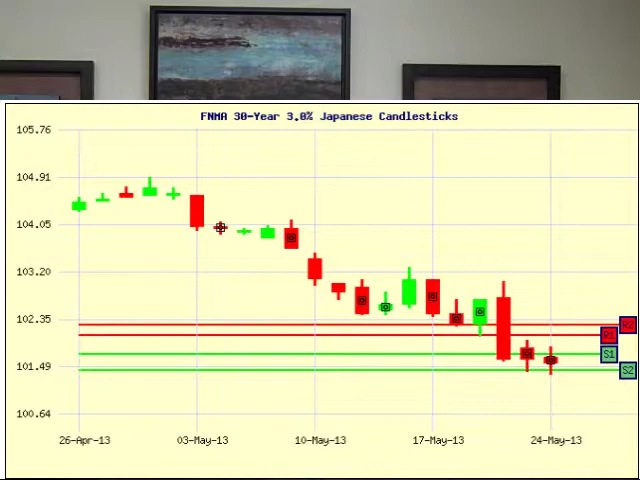 FNMA 30-Year 3.0% Japanese Candlesticks
105.76
104.91
104.05
103.20
102.35
R2
R1
S1
101.49
S2
100.64
26-Apr-13 03-May-13 10-May-13 17-May-13 24-May-13